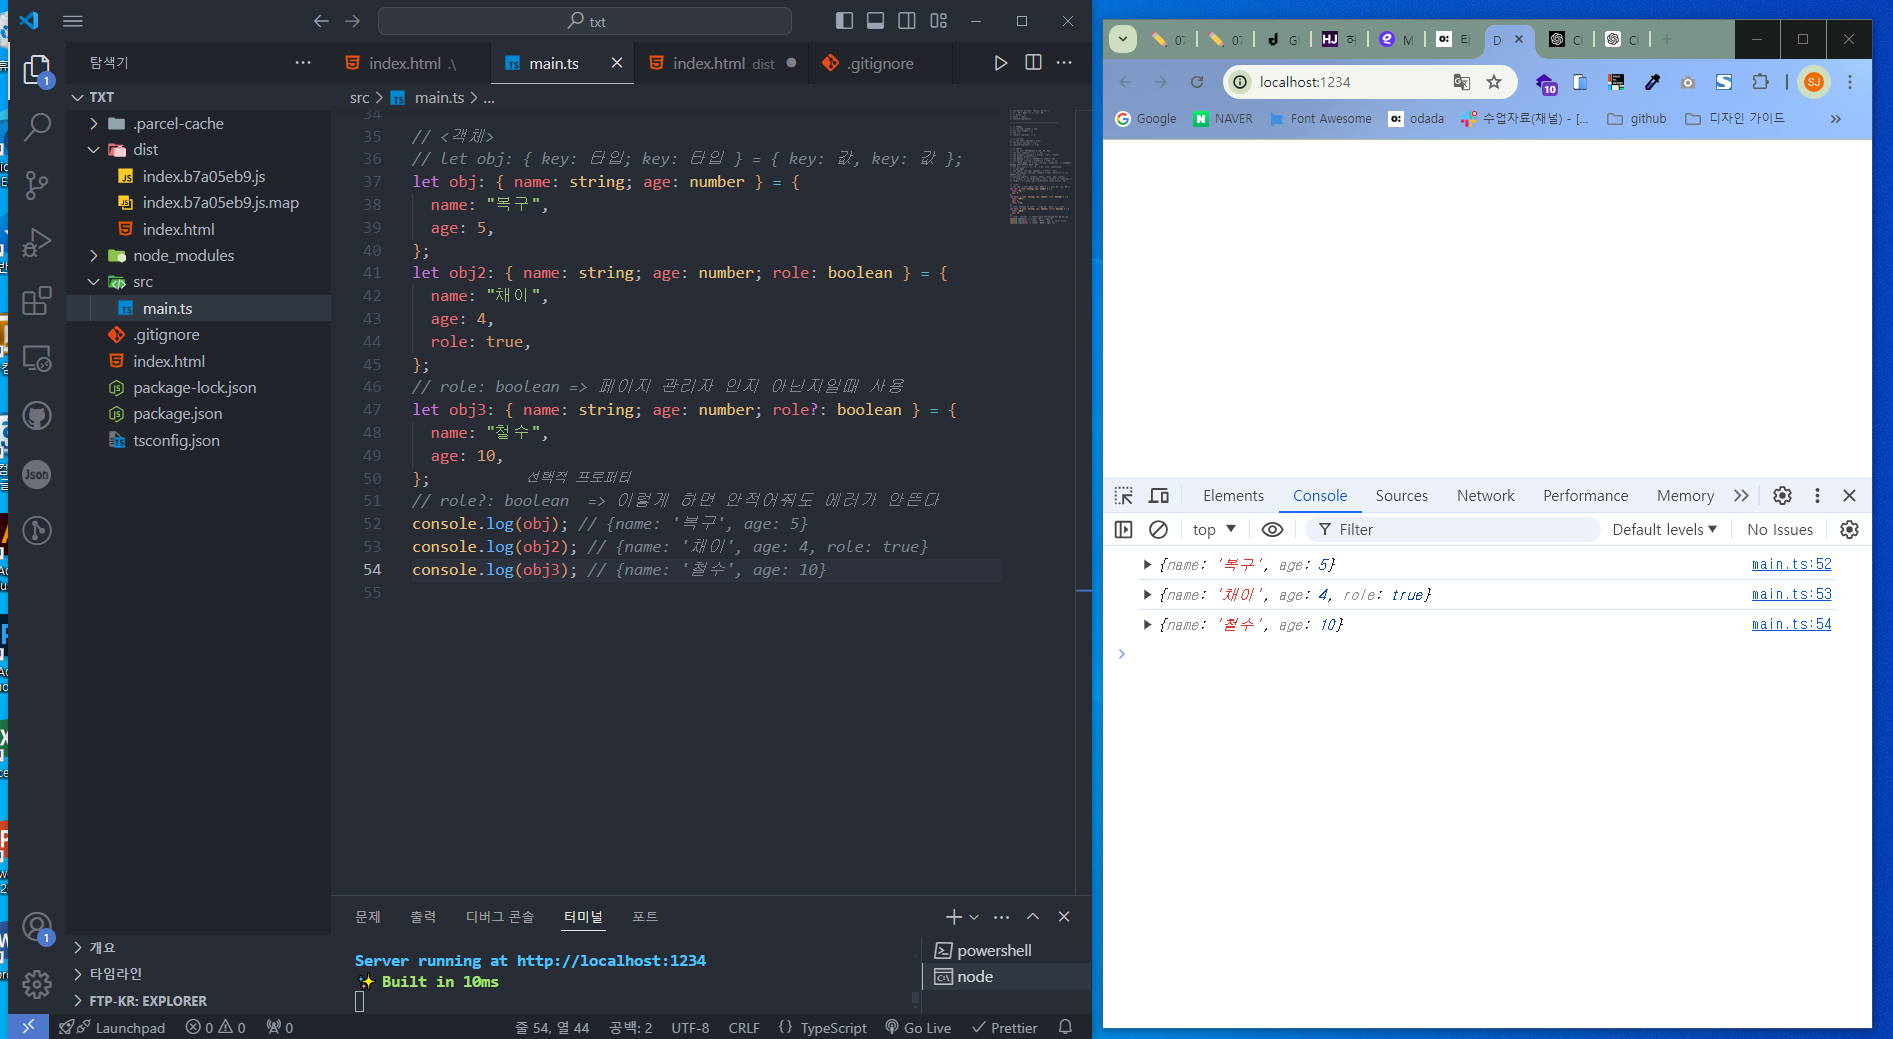 txt
탐색기
index.html .\
main.ts
index.html dist
.gitignore
TXT
.parcel-cache
dist
index.b7a05eb9.js
index.b7a05eb9.js.map
index.html
node_modules
src
main.ts
.gitignore
index.html
package-lock.json
package.json
tsconfig.json
개요
타임라인
FTP-KR: EXPLORER
src > main.ts > ...
34
35 // <객체>
36 // let obj: { key: 타입; key: 타입 } = { key: 값, key: 값 };
37 let obj: { name: string; age: number } = {
38 name: "복구",
39 age: 5,
40 };
41 let obj2: { name: string; age: number; role: boolean } = {
42 name: "채이",
43 age: 4,
44 role: true,
45 };
46 // role: boolean => 페이지 관리자 인지 아닌지일때 사용
47 let obj3: { name: string; age: number; role?: boolean } = {
48 name: "철수",
49 age: 10,
50 }; 선택적 프로퍼티
51 // role?: boolean => 이렇게 하면 안적어줘도 에러가 안뜬다
52 console.log(obj); // {name: '복구', age: 5}
53 console.log(obj2); // {name: '채이', age: 4, role: true}
54 console.log(obj3); // {name: '철수', age: 10}
55
문제 출력 디버그 콘솔 터미널 포트
Server running at http://localhost:1234
Built in 10ms
powershell
node
Launchpad 0 0 0 줄 54, 열 44 공백: 2 UTF-8 CRLF {} TypeScript Go Live Prettier
localhost:1234
10
SJ
Google NAVER Font Awesome odada 수업자료(채널) - [... github 디자인 가이드
Elements Console Sources Network Performance Memory
top Filter Default levels No Issues
{name: '복구', age: 5} main.ts:52
{name: '채이', age: 4, role: true} main.ts:53
{name: '철수', age: 10} main.ts:54